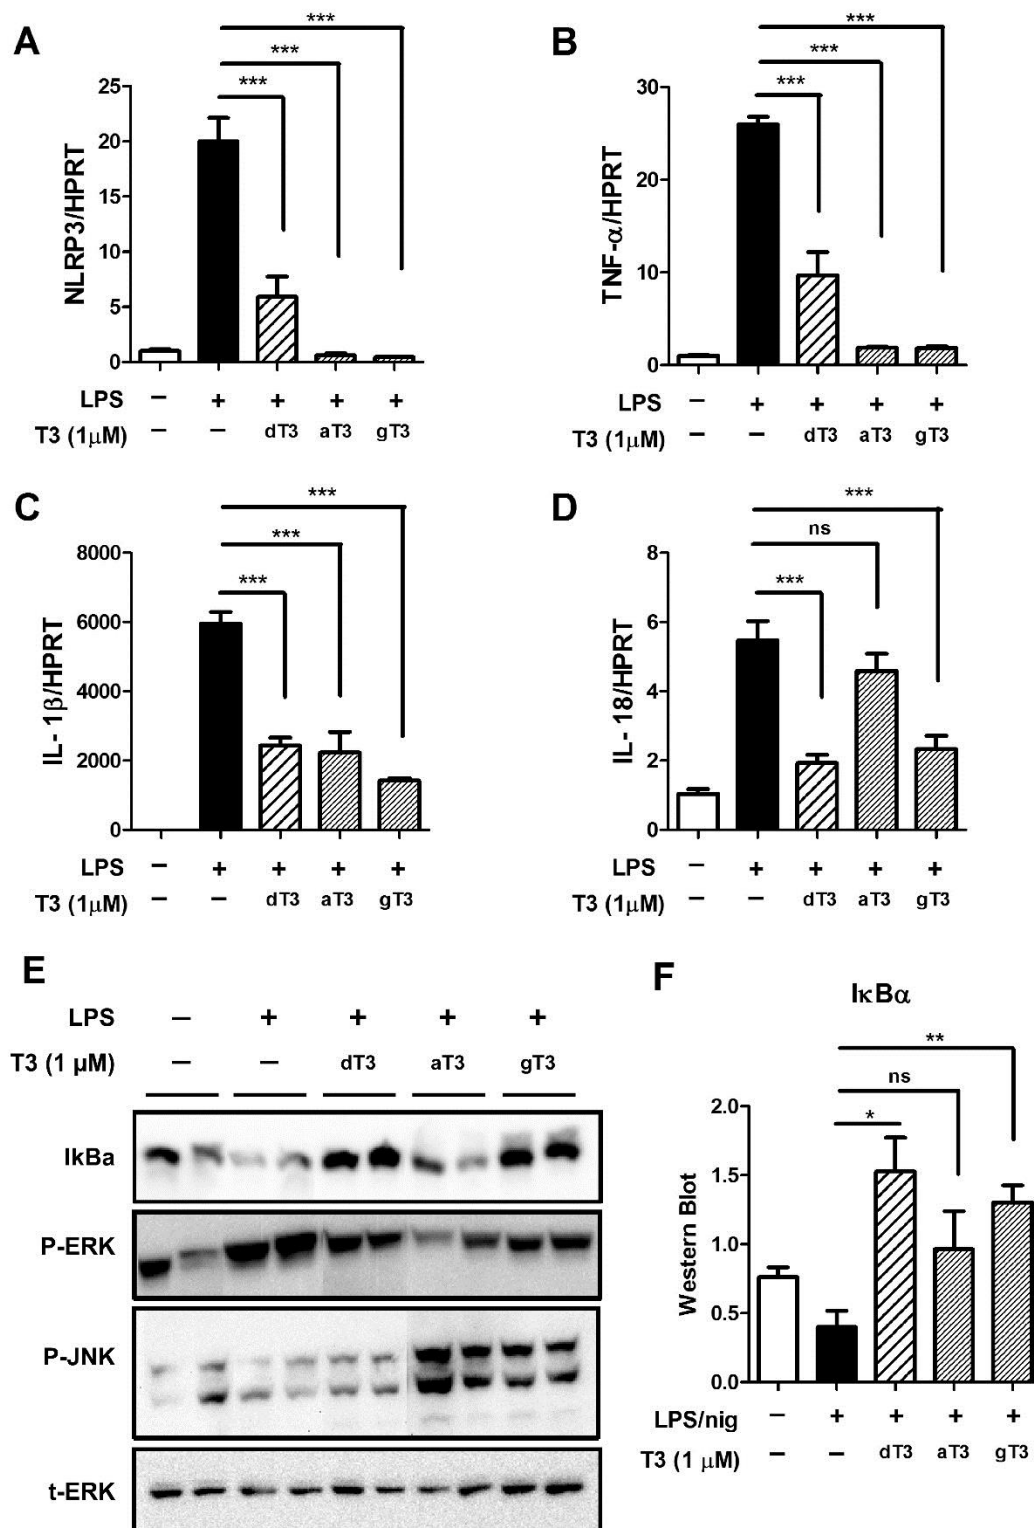 A
***
***
***
NLRP3/HPRT
25
20
15
10
5
0
LPS – + + + +
T3 (1μM) – – dT3 aT3 gT3
B
***
***
***
TNF-α/HPRT
30
20
10
0
LPS – + + + +
T3 (1μM) – – dT3 aT3 gT3
C
***
***
***
IL- 1β/HPRT
8000
6000
4000
2000
0
LPS – + + + +
T3 (1μM) – – dT3 aT3 gT3
D
***
ns
***
IL- 18/HPRT
8
6
4
2
0
LPS – + + + +
T3 (1μM) – – dT3 aT3 gT3
E
LPS – + + + +
T3 (1 μM) – – dT3 aT3 gT3
IkBa
P-ERK
P-JNK
t-ERK
F
IκBα
**
ns
*
Western Blot
2.0
1.5
1.0
0.5
0.0
LPS/nig – + + + +
T3 (1 μM) – – dT3 aT3 gT3